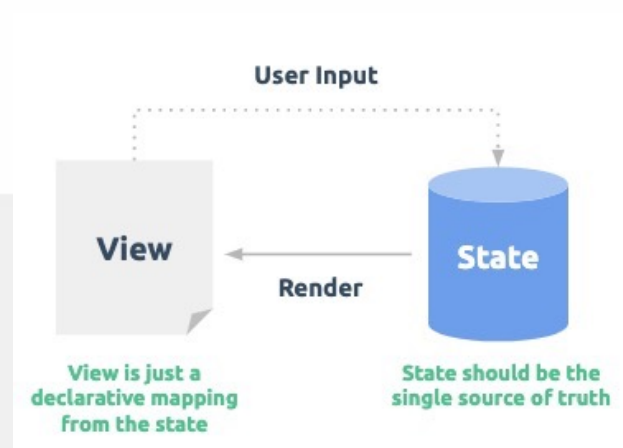 User Input
View
State
Render
View is just a
declarative mapping
from the state
State should be the
single source of truth